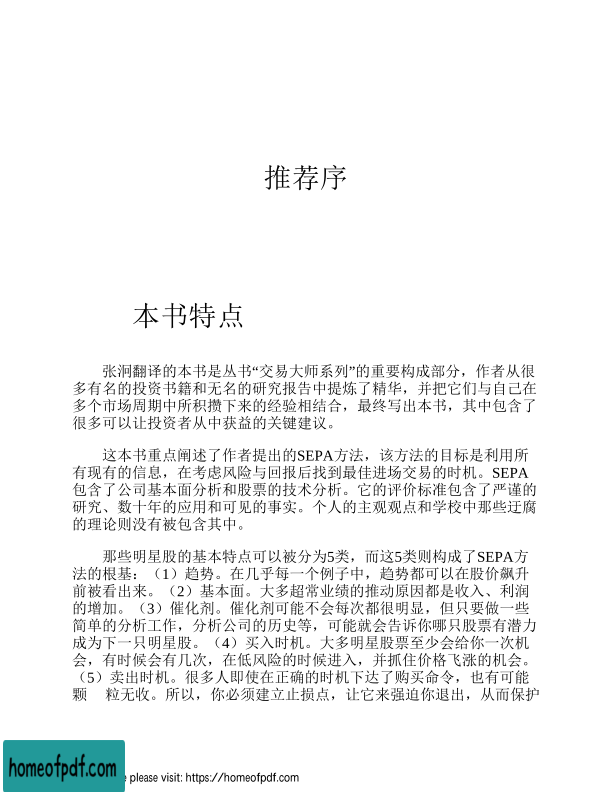 推荐序
本书特点
张泂翻译的本书是丛书“交易大师系列”的重要构成部分，作者从很
多有名的投资书籍和无名的研究报告中提炼了精华，并把它们与自己在
多个市场周期中所积攒下来的经验相结合，最终写出本书，其中包含了
很多可以让投资者从中获益的关键建议。
这本书重点阐述了作者提出的SEPA方法，该方法的目标是利用所
有现有的信息，在考虑风险与回报后找到最佳进场交易的时机。SEPA
包含了公司基本面分析和股票的技术分析。它的评价标准包含了严谨的
研究、数十年的应用和可见的事实。个人的主观观点和学校中那些迂腐
的理论则没有被包含其中。
那些明星股的基本特点可以被分为5类，而这5类则构成了SEPA方
法的根基：（1）趋势。在几乎每一个例子中，趋势都可以在股价飙升
前被看出来。（2）基本面。大多超常业绩的推动原因都是收入、利润
的增加。（3）催化剂。催化剂可能不会每次都很明显，但只要做一些
简单的分析工作，分析公司的历史等，可能就会告诉你哪只股票有潜力
成为下一只明星股。（4）买入时机。大多明星股票至少会给你一次机
会，有时候会有几次，在低风险的时候进入，并抓住价格飞涨的机会。
（5）卖出时机。很多人即使在正确的时机下达了购买命令，也有可能
颗　粒无收。所以，你必须建立止损点，让它来强迫你退出，从而保护
homeofpdf.com
e please visit: https://homeofpdf.com